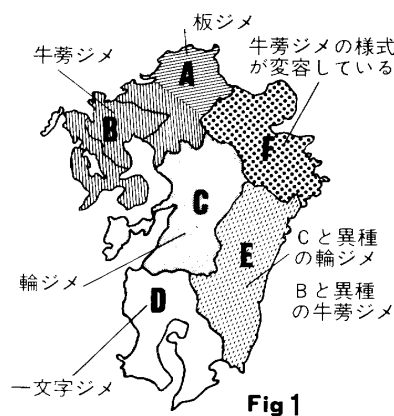 板ジメ
牛蒡ジメ
牛蒡ジメの様式
が変容している
A
B
F
C
E
D
輪ジメ
Cと異種
の輪ジメ
Bと異種
の牛蒡ジメ
一文字ジメ
Fig 1